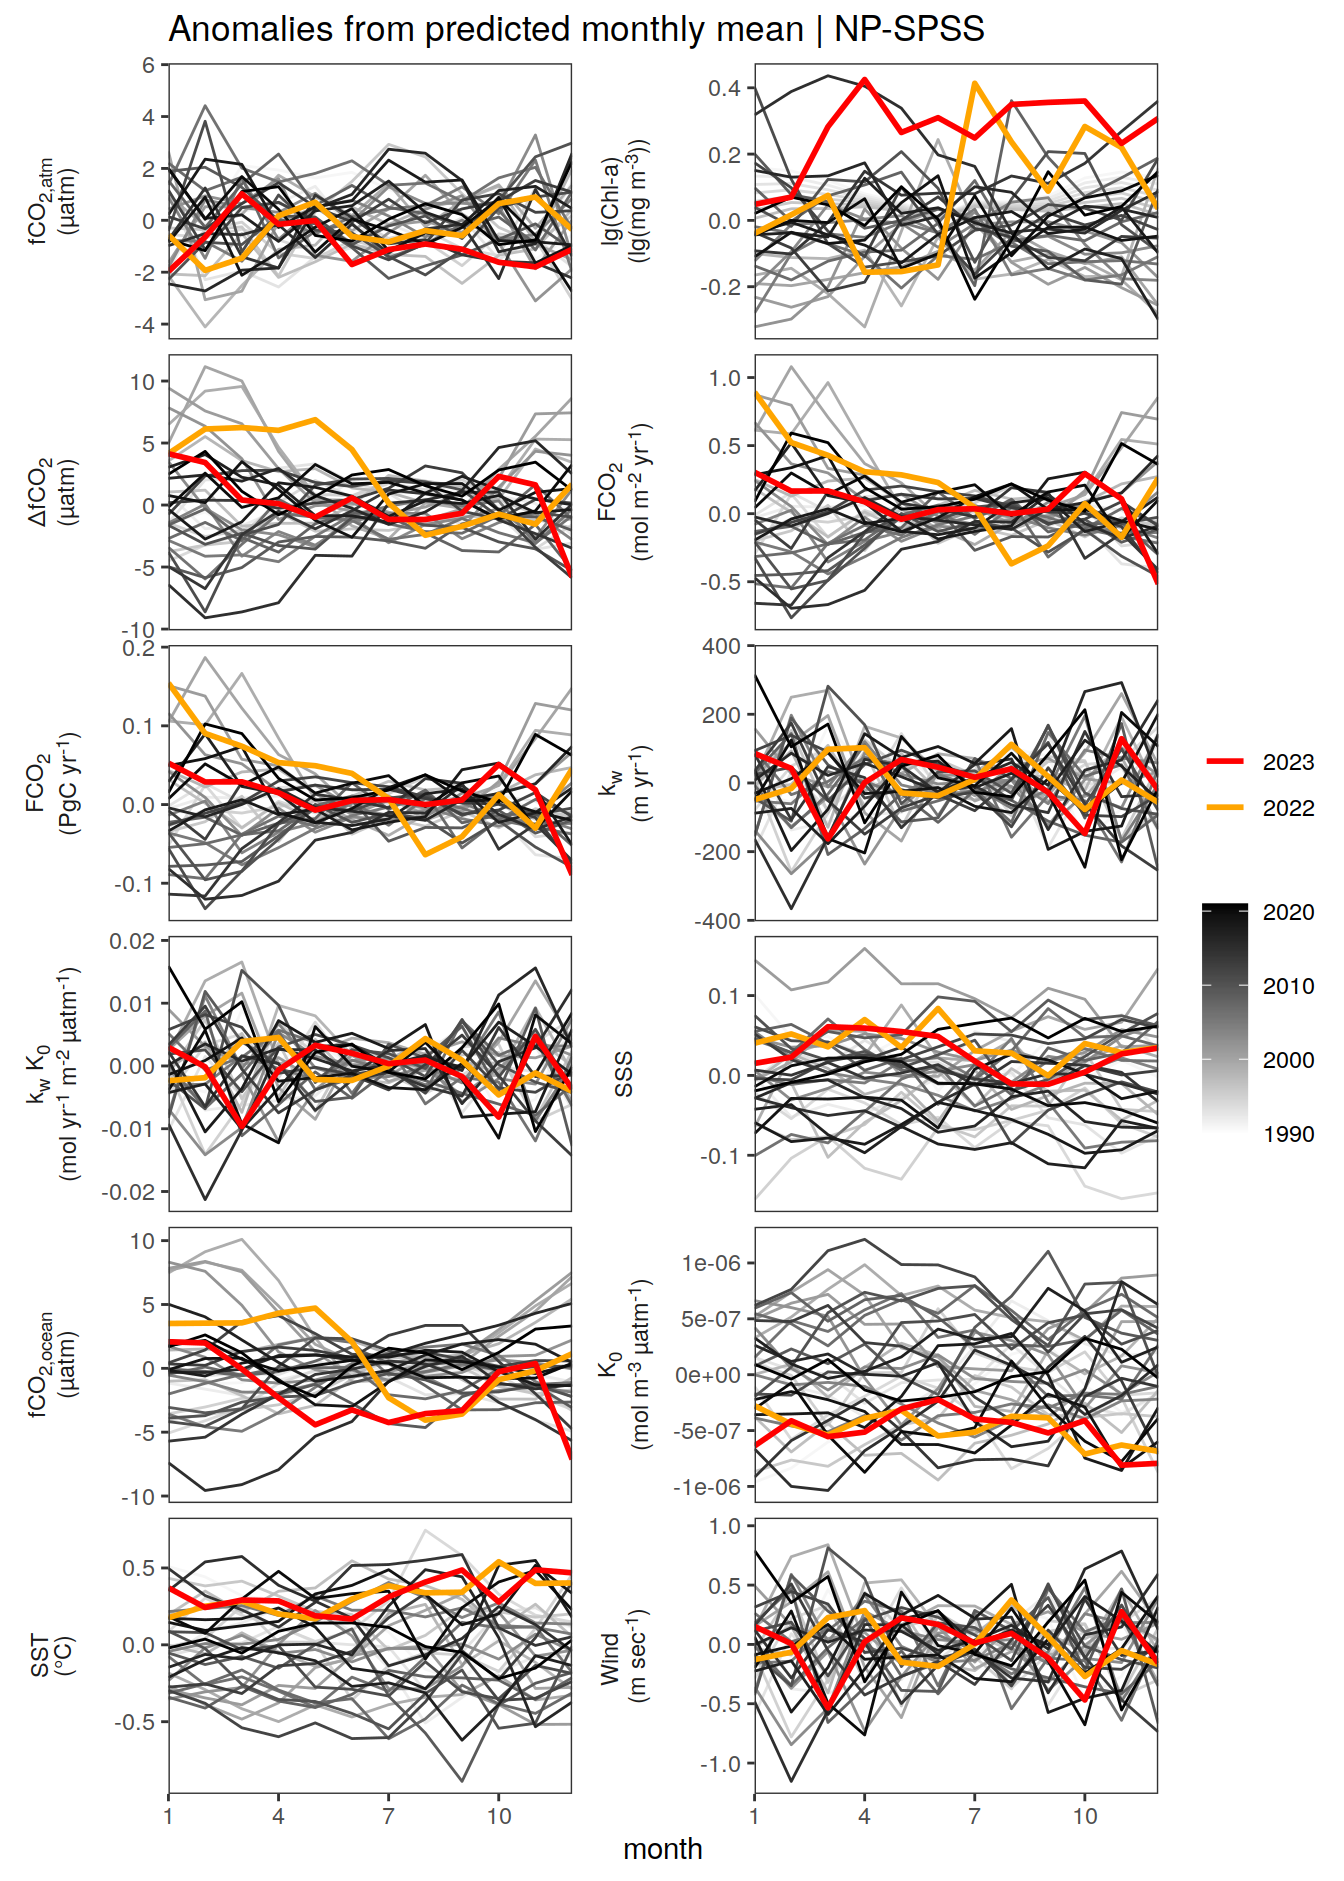 Anomalies from predicted monthly mean | NP-SPSS
fCO2,atm
(µatm)
6
4
2
0
-2
-4
lg(Chl-a)
(lg(mg m-3))
0.4
0.2
0.0
-0.2
ΔfCO2
(µatm)
10
5
0
-5
-10
FCO2
(mol m-2 yr-1)
1.0
0.5
0.0
-0.5
FCO2
(PgC yr-1)
0.2
0.1
0.0
-0.1
kw
(m yr-1)
400
200
0
-200
-400
kw K0
(mol yr-1 m-2 µatm-1)
0.02
0.01
0.00
-0.01
-0.02
SSS
0.1
0.0
-0.1
fCO2,ocean
(µatm)
10
5
0
-5
-10
K0
(mol m-3 µatm-1)
1e-06
5e-07
0e+00
-5e-07
-1e-06
SST
(°C)
0.5
0.0
-0.5
Wind
(m sec-1)
1.0
0.5
0.0
-0.5
-1.0
1 4 7 10
1 4 7 10
month
2023
2022
2020
2010
2000
1990